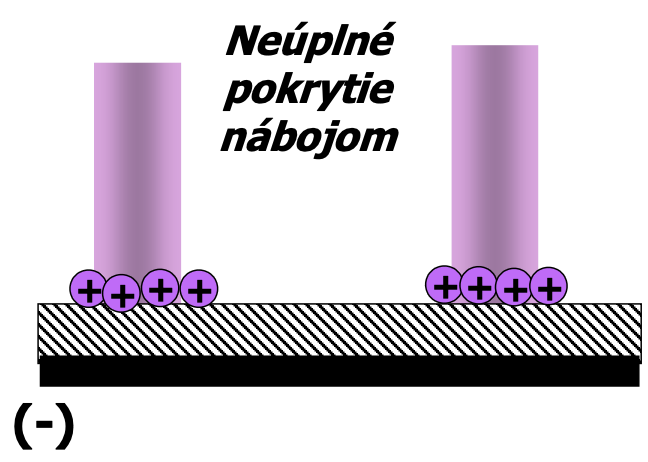 Neúplné
pokrytie
nábojom
+ + + + + + + +
(-)